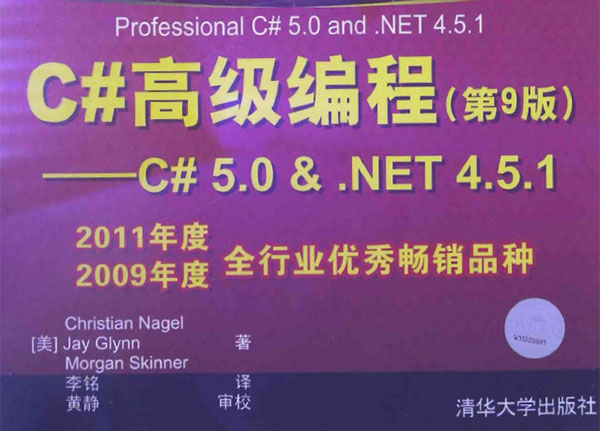 Professional C# 5.0 and .NET 4.5.1
C#高级编程(第9版)
——C# 5.0 & .NET 4.5.1
2011年度
2009年度 全行业优秀畅销品种
Christian Nagel
[美] Jay Glynn 著
Morgan Skinner
李铭 译
黄静 审校
清华大学出版社